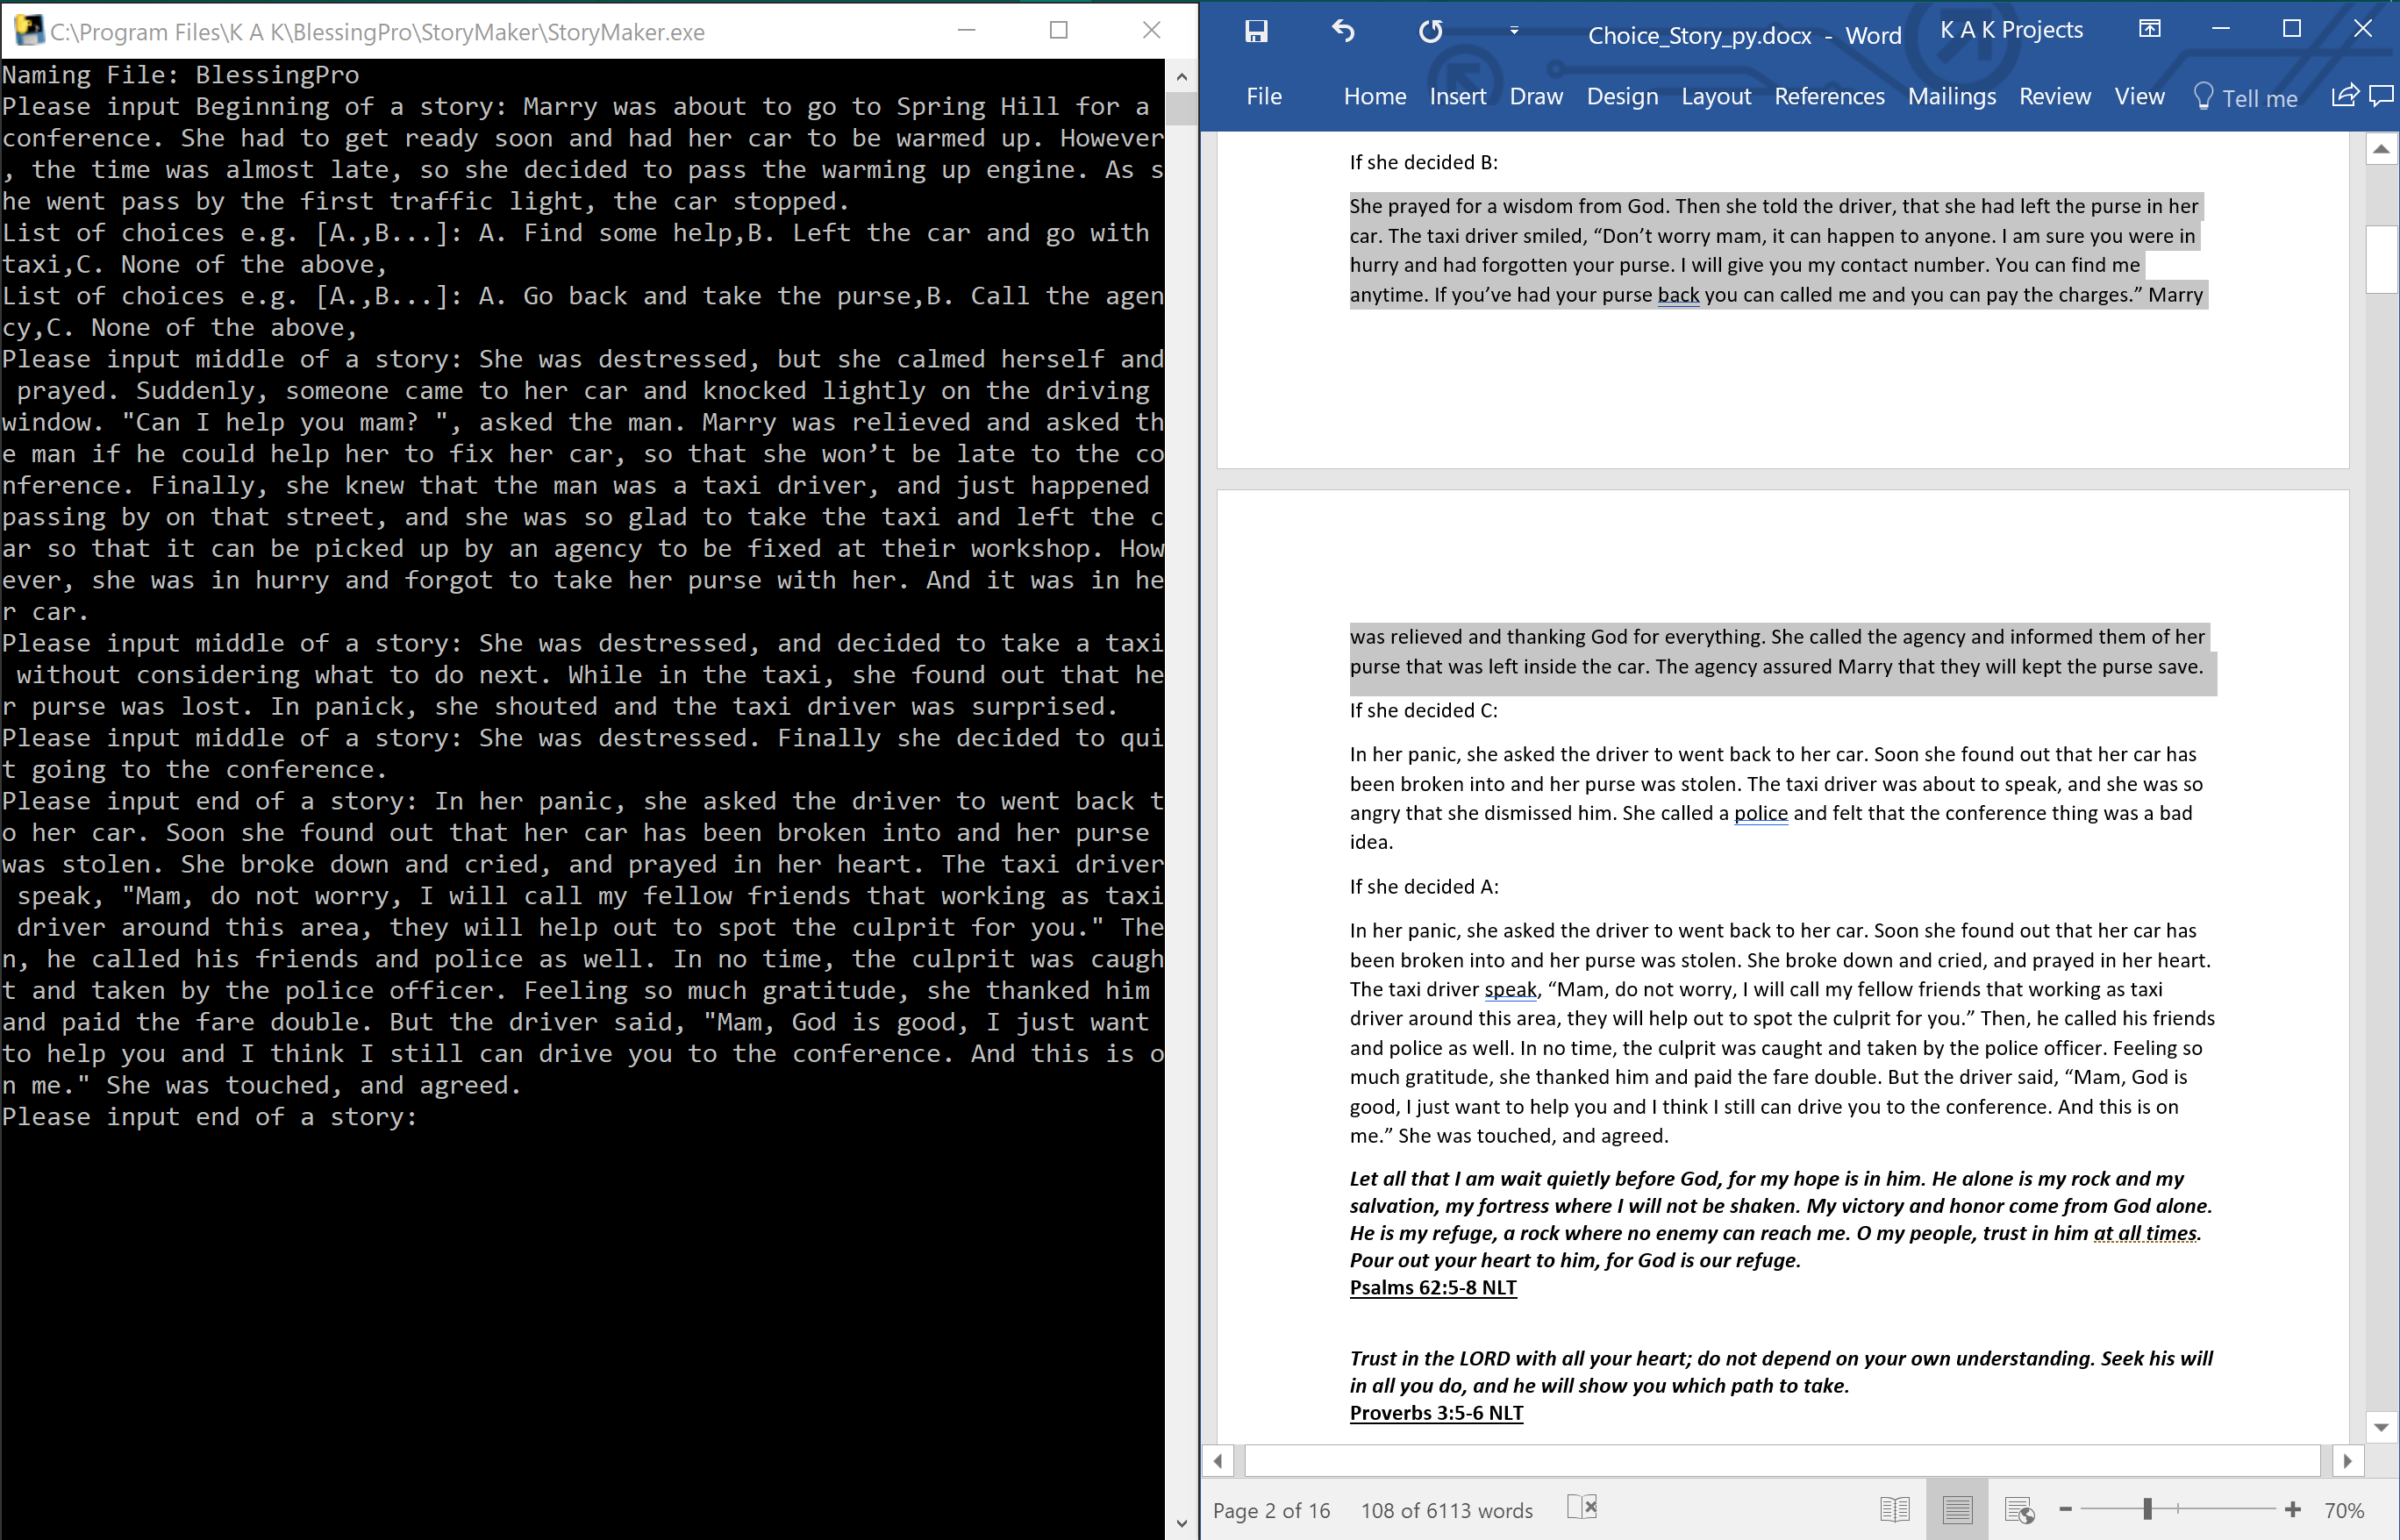 C:\Program Files\K A K\BlessingPro\StoryMaker\StoryMaker.exe
Naming File: BlessingPro
Please input Beginning of a story: Marry was about to go to Spring Hill for a
conference. She had to get ready soon and had her car to be warmed up. However
, the time was almost late, so she decided to pass the warming up engine. As s
he went pass by the first traffic light, the car stopped.
List of choices e.g. [A.,B...]: A. Find some help,B. Left the car and go with
taxi,C. None of the above,
List of choices e.g. [A.,B...]: A. Go back and take the purse,B. Call the agen
cy,C. None of the above,
Please input middle of a story: She was destressed, but she calmed herself and
prayed. Suddenly, someone came to her car and knocked lightly on the driving
window. "Can I help you mam? ", asked the man. Marry was relieved and asked th
e man if he could help her to fix her car, so that she won’t be late to the co
nference. Finally, she knew that the man was a taxi driver, and just happened
passing by on that street, and she was so glad to take the taxi and left the c
ar so that it can be picked up by an agency to be fixed at their workshop. How
ever, she was in hurry and forgot to take her purse with her. And it was in he
r car.
Please input middle of a story: She was destressed, and decided to take a taxi
without considering what to do next. While in the taxi, she found out that he
r purse was lost. In panick, she shouted and the taxi driver was surprised.
Please input middle of a story: She was destressed. Finally she decided to qui
t going to the conference.
Please input end of a story: In her panic, she asked the driver to went back t
o her car. Soon she found out that her car has been broken into and her purse
was stolen. She broke down and cried, and prayed in her heart. The taxi driver
speak, "Mam, do not worry, I will call my fellow friends that working as taxi
driver around this area, they will help out to spot the culprit for you." The
n, he called his friends and police as well. In no time, the culprit was caugh
t and taken by the police officer. Feeling so much gratitude, she thanked him
and paid the fare double. But the driver said, "Mam, God is good, I just want
to help you and I think I still can drive you to the conference. And this is o
n me." She was touched, and agreed.
Please input end of a story:
Choice_Story_py.docx - Word
K A K Projects
File Home Insert Draw Design Layout References Mailings Review View Tell me
If she decided B:
She prayed for a wisdom from God. Then she told the driver, that she had left the purse in her
car. The taxi driver smiled, “Don’t worry mam, it can happen to anyone. I am sure you were in
hurry and had forgotten your purse. I will give you my contact number. You can find me
anytime. If you’ve had your purse back you can called me and you can pay the charges.” Marry
was relieved and thanking God for everything. She called the agency and informed them of her
purse that was left inside the car. The agency assured Marry that they will kept the purse save.
If she decided C:
In her panic, she asked the driver to went back to her car. Soon she found out that her car has
been broken into and her purse was stolen. The taxi driver was about to speak, and she was so
angry that she dismissed him. She called a police and felt that the conference thing was a bad
idea.
If she decided A:
In her panic, she asked the driver to went back to her car. Soon she found out that her car has
been broken into and her purse was stolen. She broke down and cried, and prayed in her heart.
The taxi driver speak, “Mam, do not worry, I will call my fellow friends that working as taxi
driver around this area, they will help out to spot the culprit for you.” Then, he called his friends
and police as well. In no time, the culprit was caught and taken by the police officer. Feeling so
much gratitude, she thanked him and paid the fare double. But the driver said, “Mam, God is
good, I just want to help you and I think I still can drive you to the conference. And this is on
me.” She was touched, and agreed.
Let all that I am wait quietly before God, for my hope is in him. He alone is my rock and my
salvation, my fortress where I will not be shaken. My victory and honor come from God alone.
He is my refuge, a rock where no enemy can reach me. O my people, trust in him at all times.
Pour out your heart to him, for God is our refuge.
Psalms 62:5-8 NLT
Trust in the LORD with all your heart; do not depend on your own understanding. Seek his will
in all you do, and he will show you which path to take.
Proverbs 3:5-6 NLT
Page 2 of 16 108 of 6113 words 70%